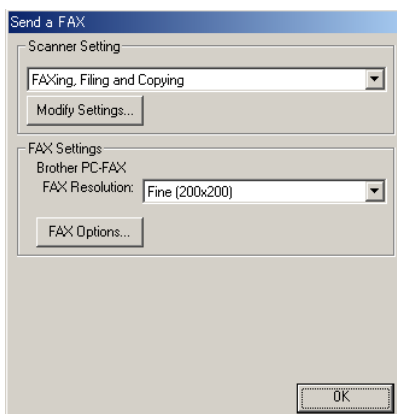 Send a FAX
Scanner Setting
FAXing, Filing and Copying
Modify Settings...
FAX Settings
Brother PC-FAX
FAX Resolution: Fine (200x200)
FAX Options...
OK